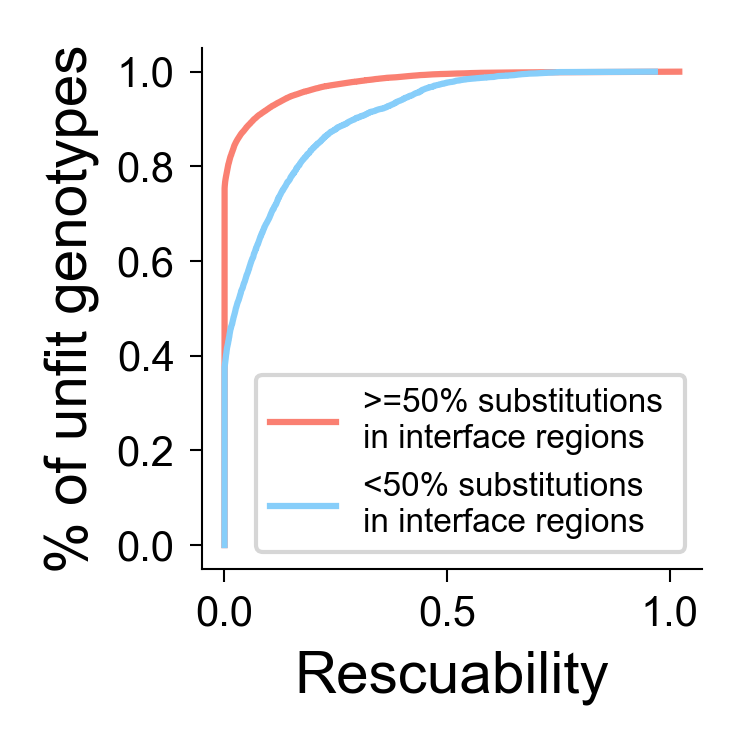 % of unfit genotypes
1.0
0.8
0.6
0.4
0.2
0.0
>=50% substitutions
in interface regions
<50% substitutions
in interface regions
0.0 0.5 1.0
Rescuability